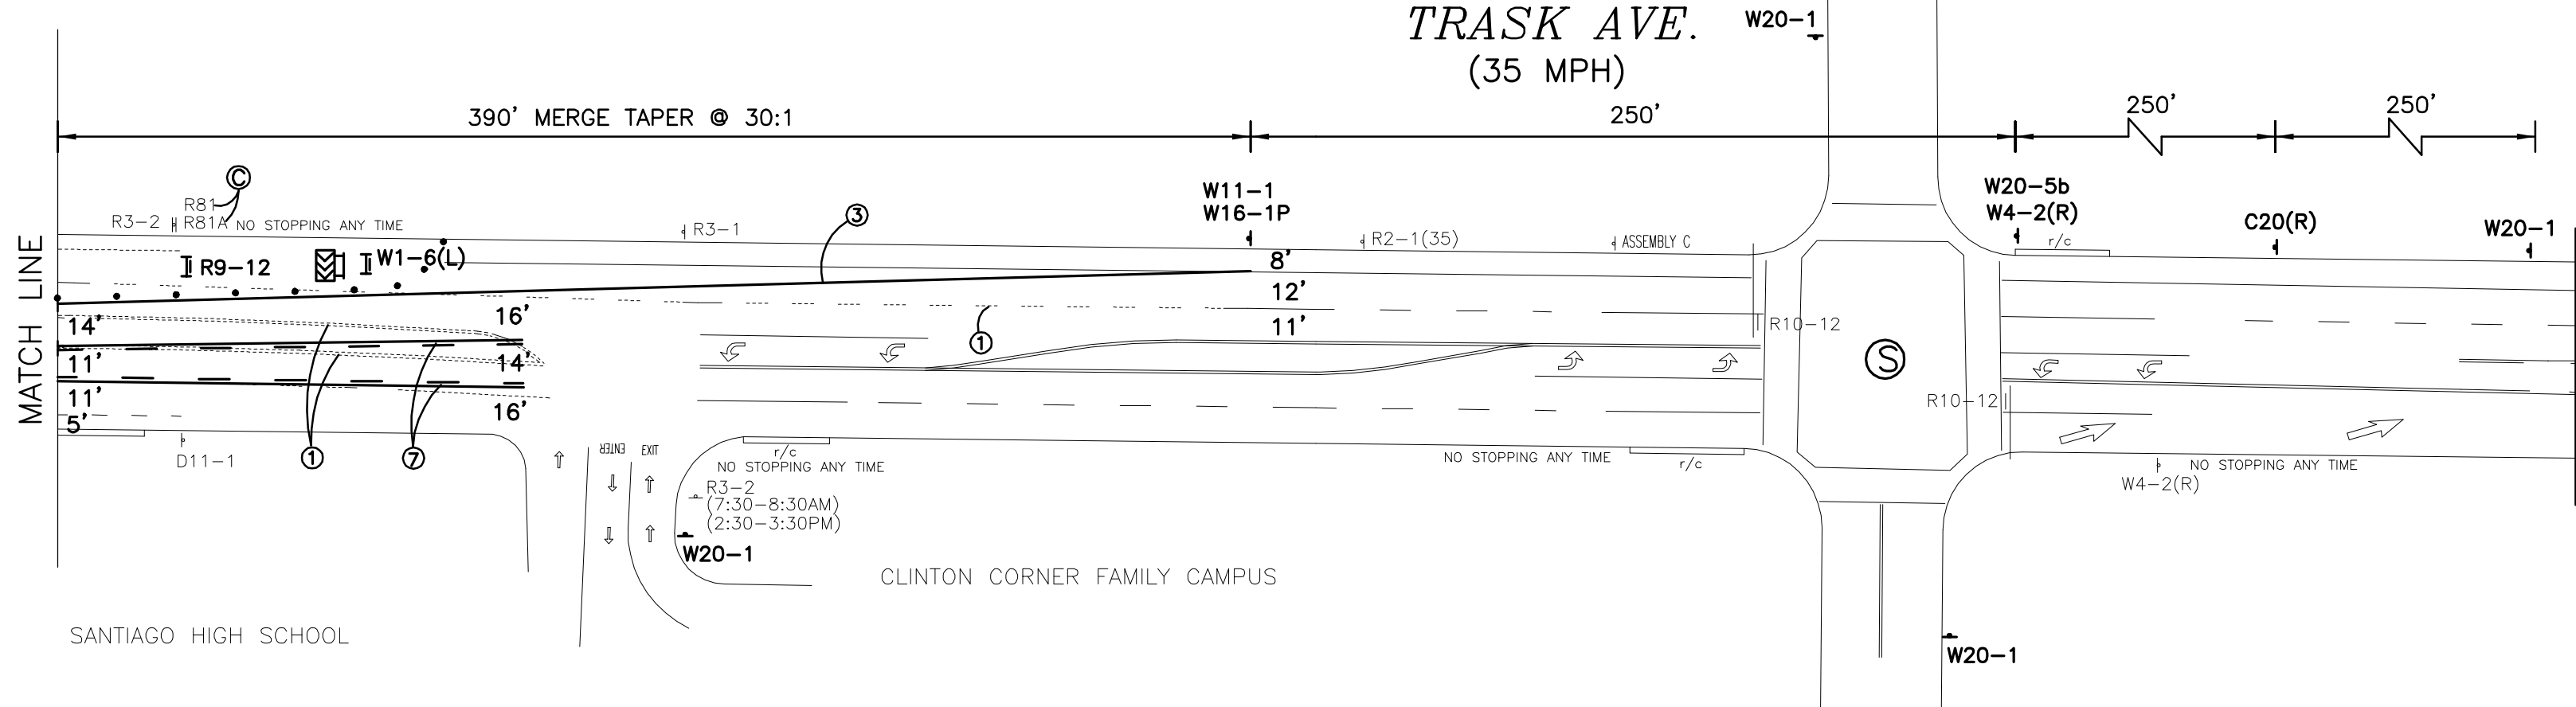 TRASK AVE.
(35 MPH)
W20-1
390' MERGE TAPER @ 30:1
250'
250'
250'
MATCH LINE
C
R81
R3-2
R81A NO STOPPING ANY TIME
R3-1
3
W11-1
W16-1P
R2-1(35)
ASSEMBLY C
W20-5b
W4-2(R)
r/c
C20(R)
W20-1
R9-12
W1-6(L)
8'
12'
11'
1
14'
11'
11'
5'
16'
14'
16'
R10-12
S
R10-12
D11-1
1
7
ENTER
EXIT
r/c
NO STOPPING ANY TIME
R3-2
(7:30-8:30AM)
(2:30-3:30PM)
W20-1
NO STOPPING ANY TIME
r/c
NO STOPPING ANY TIME
W4-2(R)
CLINTON CORNER FAMILY CAMPUS
SANTIAGO HIGH SCHOOL
W20-1